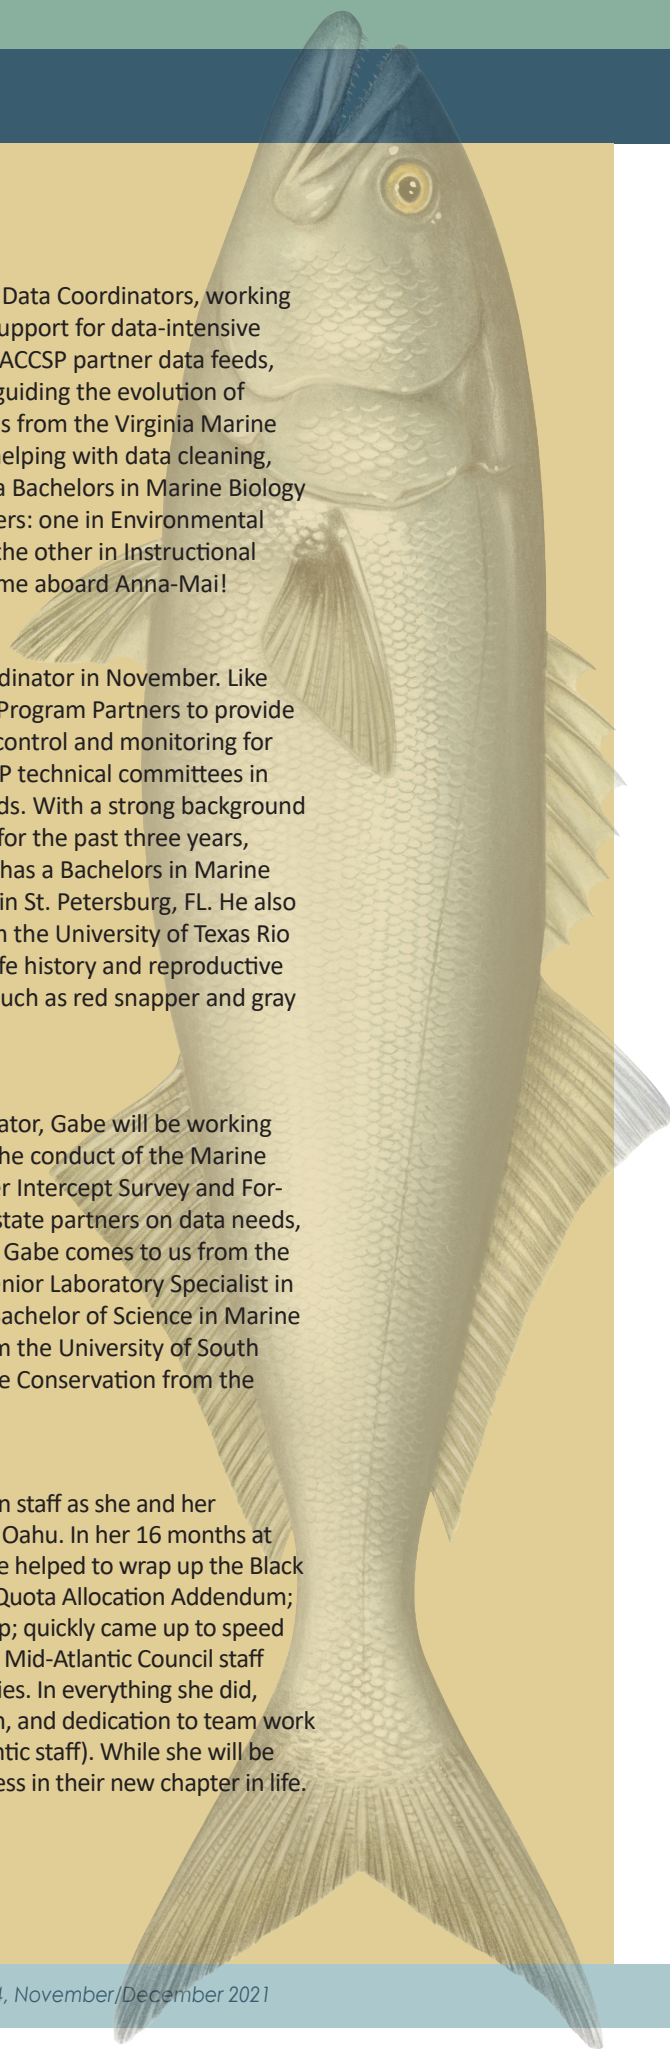 Data Coordinators, working
upport for data-intensive
ACCSP partner data feeds,
guiding the evolution of
s from the Virginia Marine
elping with data cleaning,
a Bachelors in Marine Biology
ers: one in Environmental
the other in Instructional
me aboard Anna-Mai!
dinator in November. Like
Program Partners to provide
control and monitoring for
P technical committees in
ds. With a strong background
for the past three years,
has a Bachelors in Marine
in St. Petersburg, FL. He also
m the University of Texas Rio
fe history and reproductive
uch as red snapper and gray
ator, Gabe will be working
he conduct of the Marine
er Intercept Survey and For-
state partners on data needs,
Gabe comes to us from the
enior Laboratory Specialist in
Bachelor of Science in Marine
m the University of South
e Conservation from the
n staff as she and her
Oahu. In her 16 months at
e helped to wrap up the Black
Quota Allocation Addendum;
p; quickly came up to speed
Mid-Atlantic Council staff
ies. In everything she did,
n, and dedication to team work
ntic staff). While she will be
ess in their new chapter in life.
4, November/December 2021